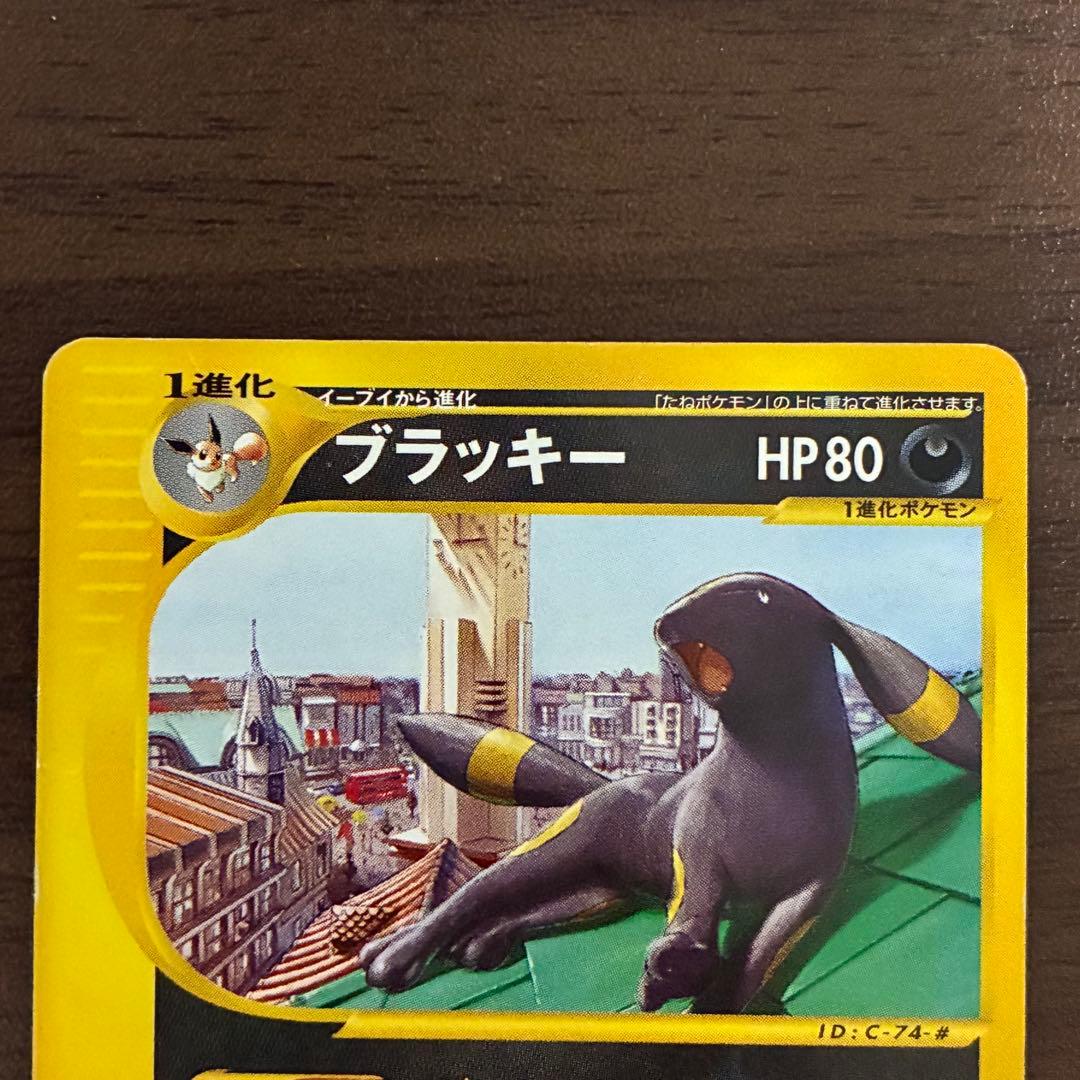 1進化
イーブイから進化
「たねポケモン」の上に重ねて進化させます。
ブラッキー HP80
1進化ポケモン
ID:C-74-#